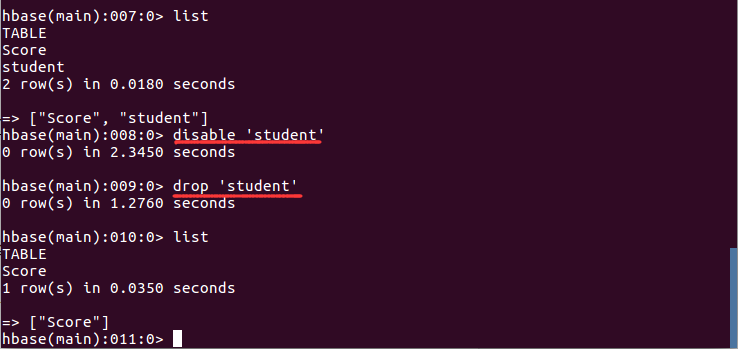 hbase(main):007:0> list
TABLE
Score
student
2 row(s) in 0.0180 seconds
=> ["Score", "student"]
hbase(main):008:0> disable 'student'
0 row(s) in 2.3450 seconds
hbase(main):009:0> drop 'student'
0 row(s) in 1.2760 seconds
hbase(main):010:0> list
TABLE
Score
1 row(s) in 0.0350 seconds
=> ["Score"]
hbase(main):011:0>